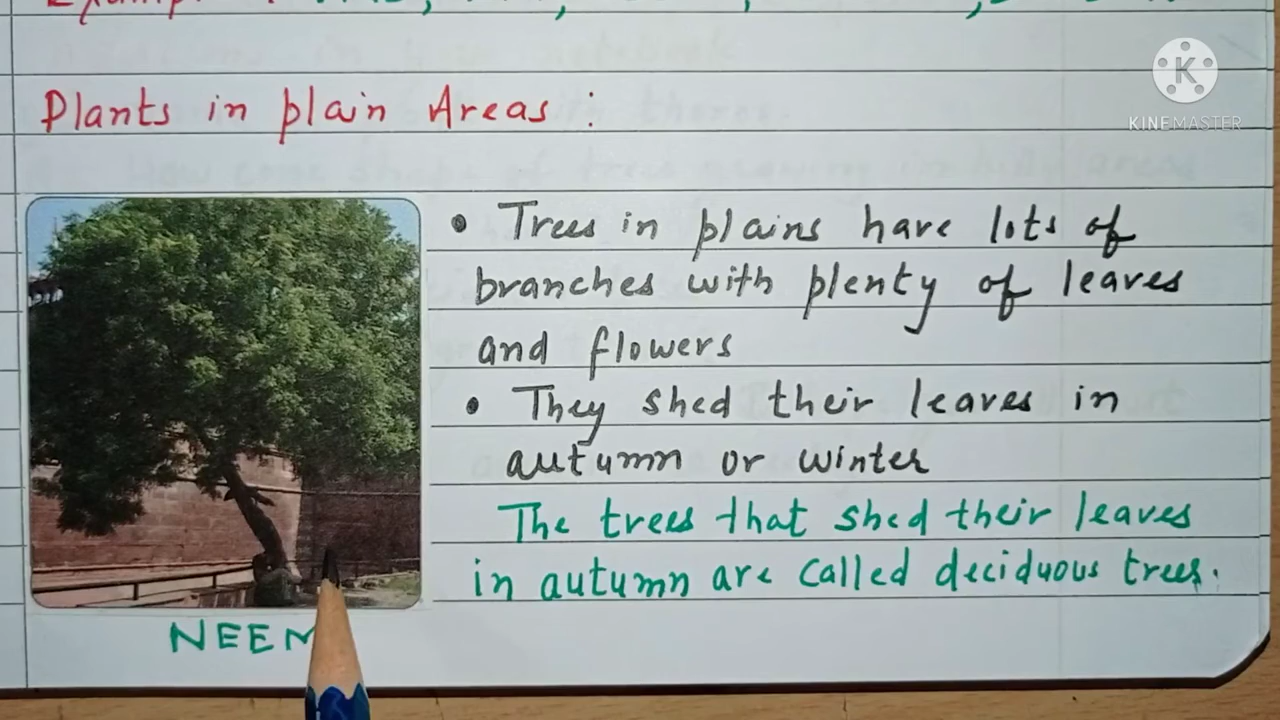 Plants in plain Areas :
• Trees in plains have lots of
branches with plenty of leaves
and flowers
• They shed their leaves in
autumn or winter
The trees that shed their leaves
in autumn are called deciduous trees.
NEEM
K
KINEMASTER